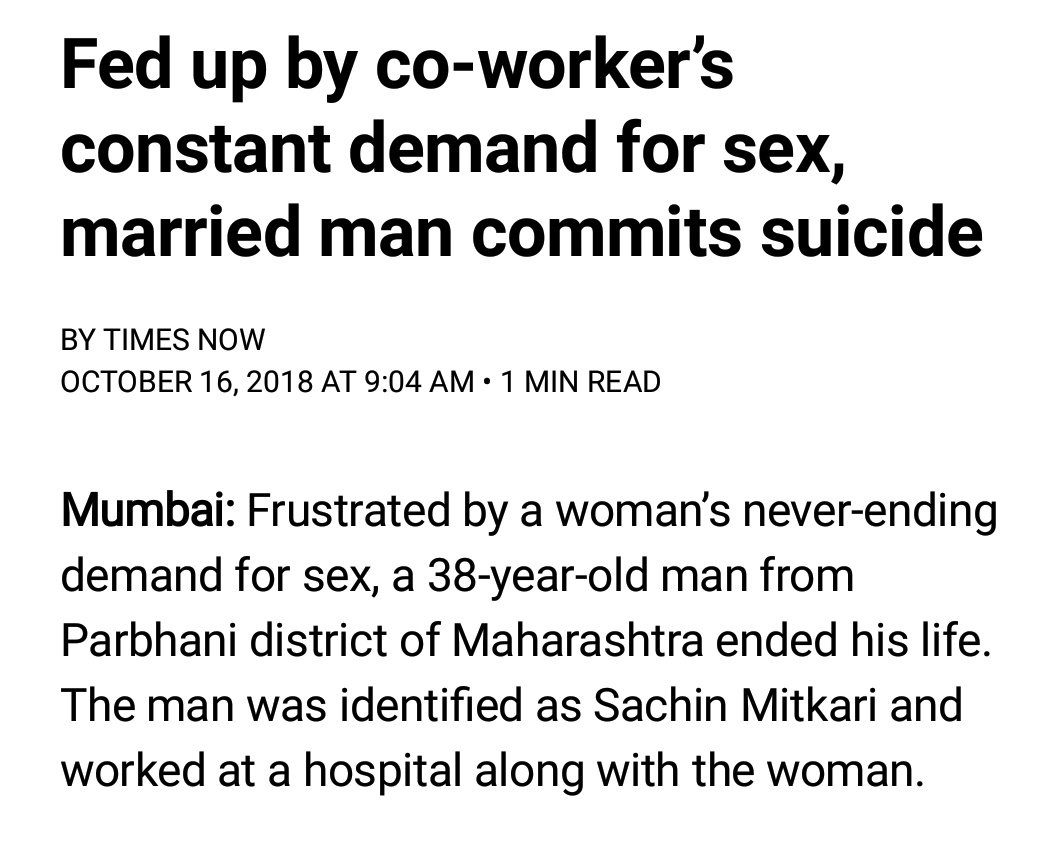 Fed up by co-worker’s
constant demand for sex,
married man commits suicide
BY TIMES NOW
OCTOBER 16, 2018 AT 9:04 AM • 1 MIN READ
Mumbai: Frustrated by a woman’s never-ending
demand for sex, a 38-year-old man from
Parbhani district of Maharashtra ended his life.
The man was identified as Sachin Mitkari and
worked at a hospital along with the woman.